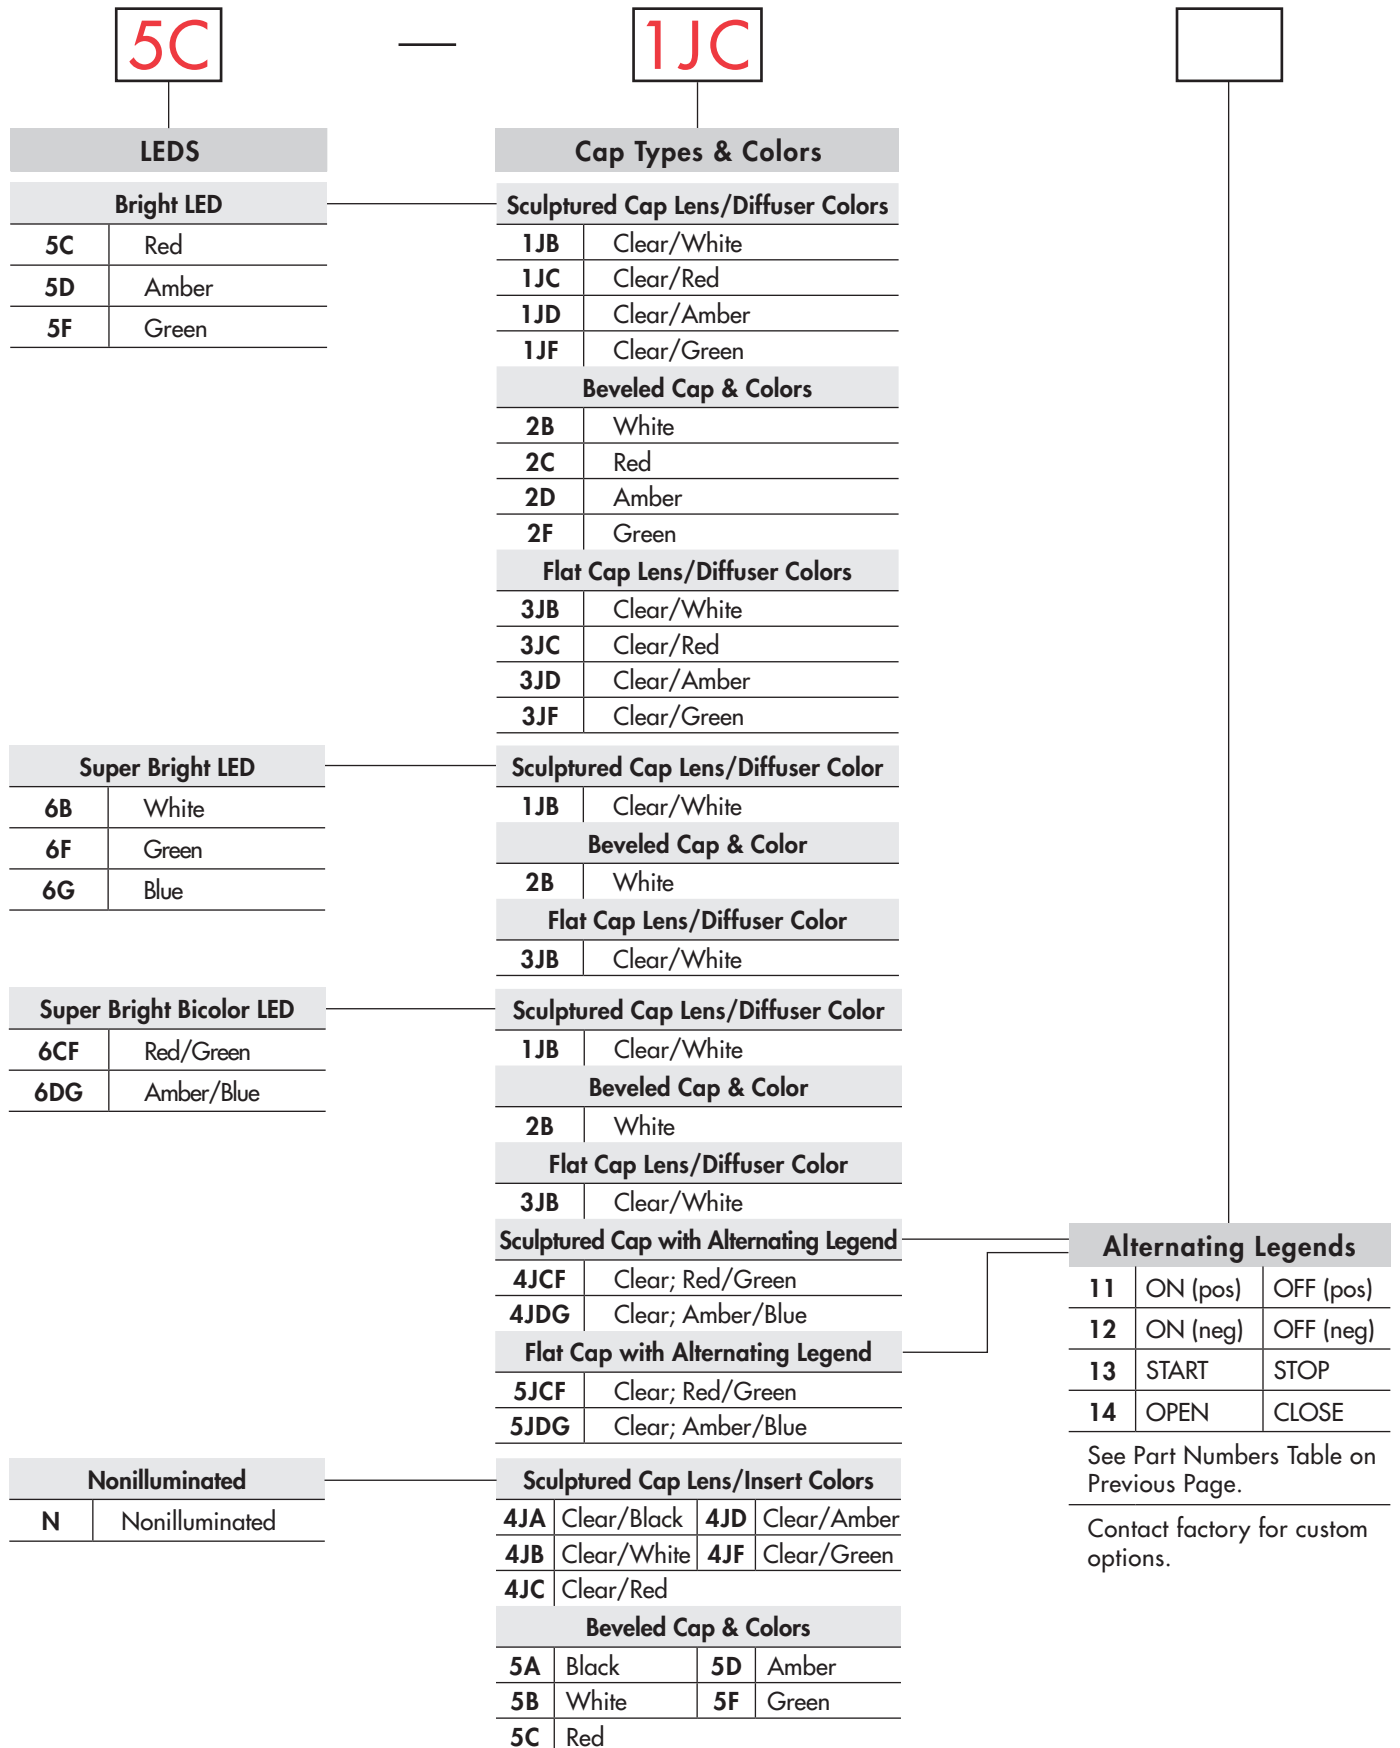 5C — 1JC
LEDS
Bright LED
5C Red
5D Amber
5F Green
Super Bright LED
6B White
6F Green
6G Blue
Super Bright Bicolor LED
6CF Red/Green
6DG Amber/Blue
Nonilluminated
N Nonilluminated
Cap Types & Colors
Sculptured Cap Lens/Diffuser Colors
1JB Clear/White
1JC Clear/Red
1JD Clear/Amber
1JF Clear/Green
Beveled Cap & Colors
2B White
2C Red
2D Amber
2F Green
Flat Cap Lens/Diffuser Colors
3JB Clear/White
3JC Clear/Red
3JD Clear/Amber
3JF Clear/Green
Sculptured Cap Lens/Diffuser Color
1JB Clear/White
Beveled Cap & Color
2B White
Flat Cap Lens/Diffuser Color
3JB Clear/White
Sculptured Cap Lens/Diffuser Color
1JB Clear/White
Beveled Cap & Color
2B White
Flat Cap Lens/Diffuser Color
3JB Clear/White
Sculptured Cap with Alternating Legend
4JCF Clear; Red/Green
4JDG Clear; Amber/Blue
Flat Cap with Alternating Legend
5JCF Clear; Red/Green
5JDG Clear; Amber/Blue
Sculptured Cap Lens/Insert Colors
4JA Clear/Black 4JD Clear/Amber
4JB Clear/White 4JF Clear/Green
4JC Clear/Red
Beveled Cap & Colors
5A Black 5D Amber
5B White 5F Green
5C Red
Alternating Legends
11 ON (pos) OFF (pos)
12 ON (neg) OFF (neg)
13 START STOP
14 OPEN CLOSE
See Part Numbers Table on
Previous Page.
Contact factory for custom
options.